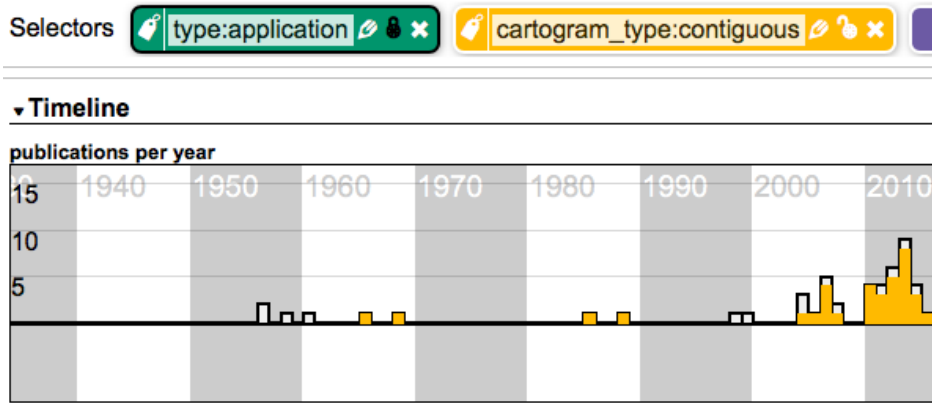 Selectors type:application cartogram_type:contiguous
Timeline
publications per year
1940 1950 1960 1970 1980 1990 2000 2010
15
10
5